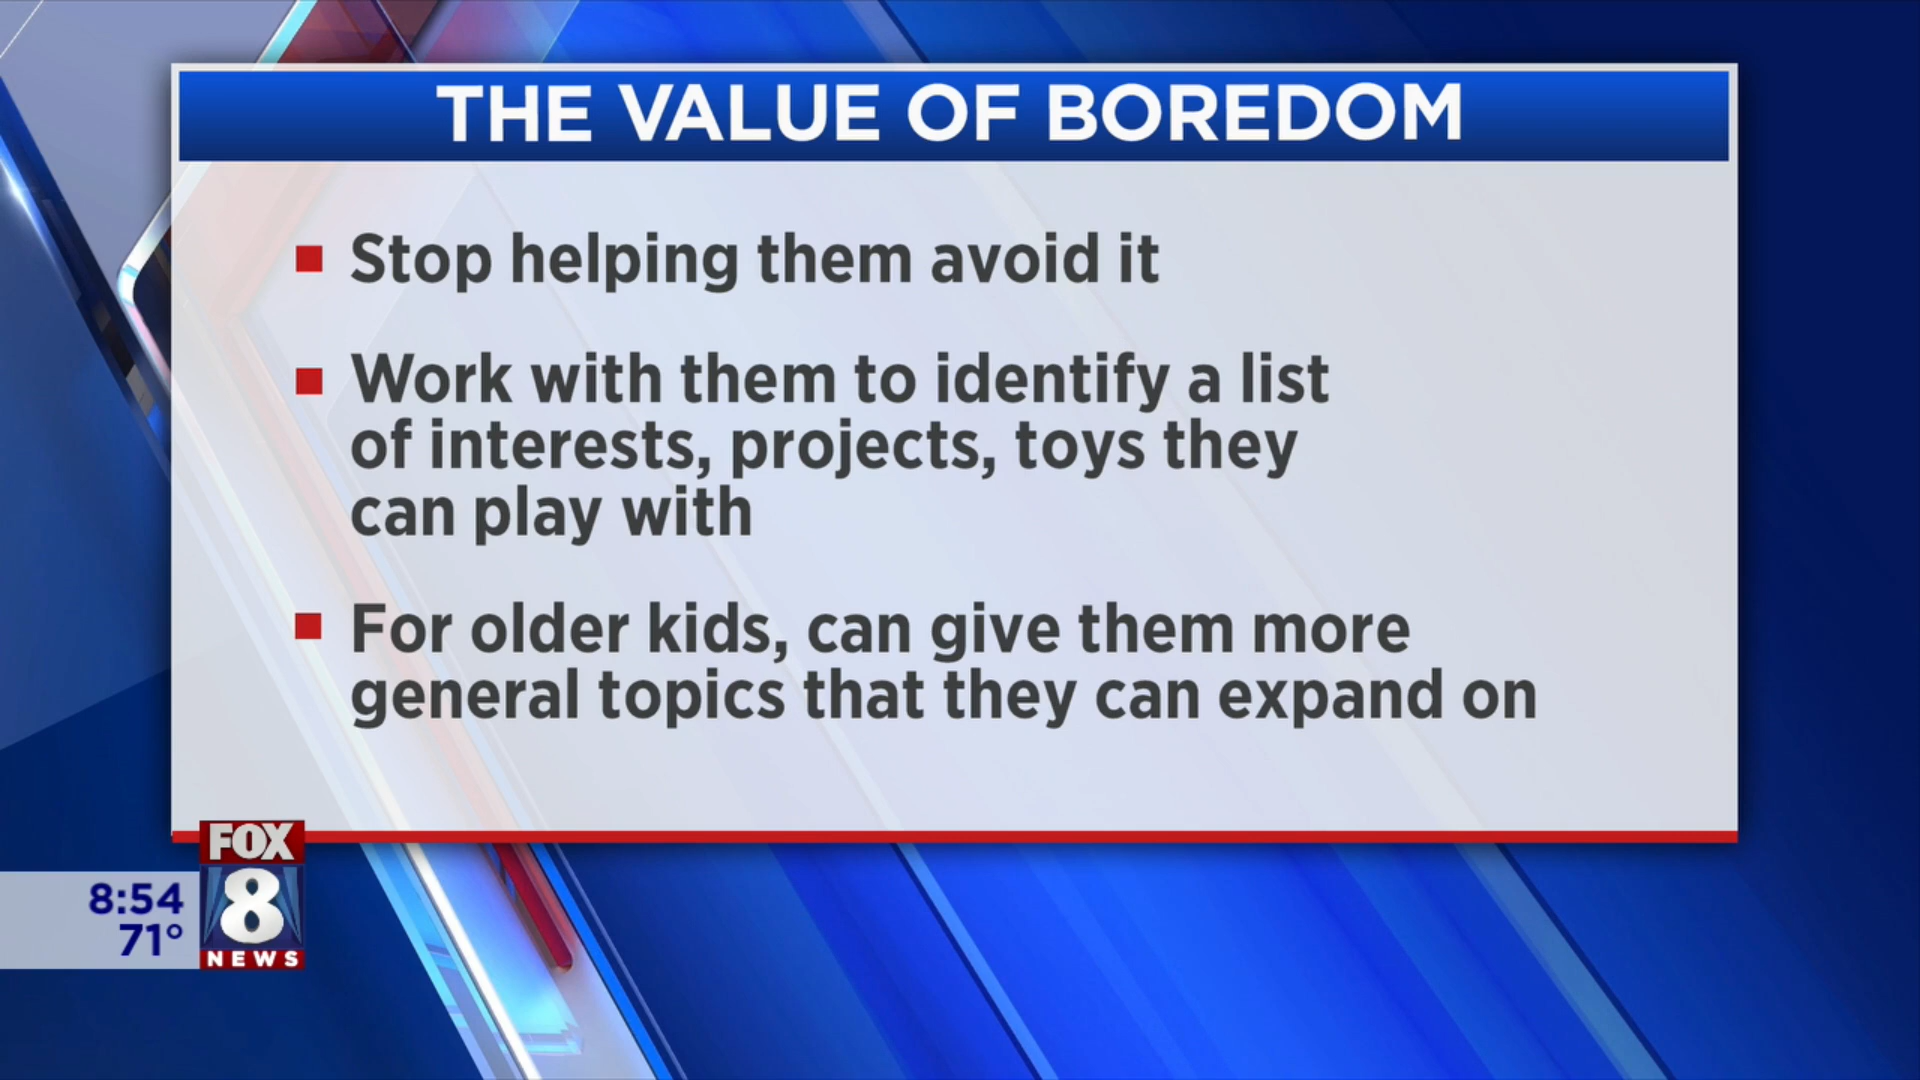 THE VALUE OF BOREDOM
Stop helping them avoid it
Work with them to identify a list
of interests, projects, toys they
can play with
For older kids, can give them more
general topics that they can expand on
FOX
8
NEWS
8:54
71°